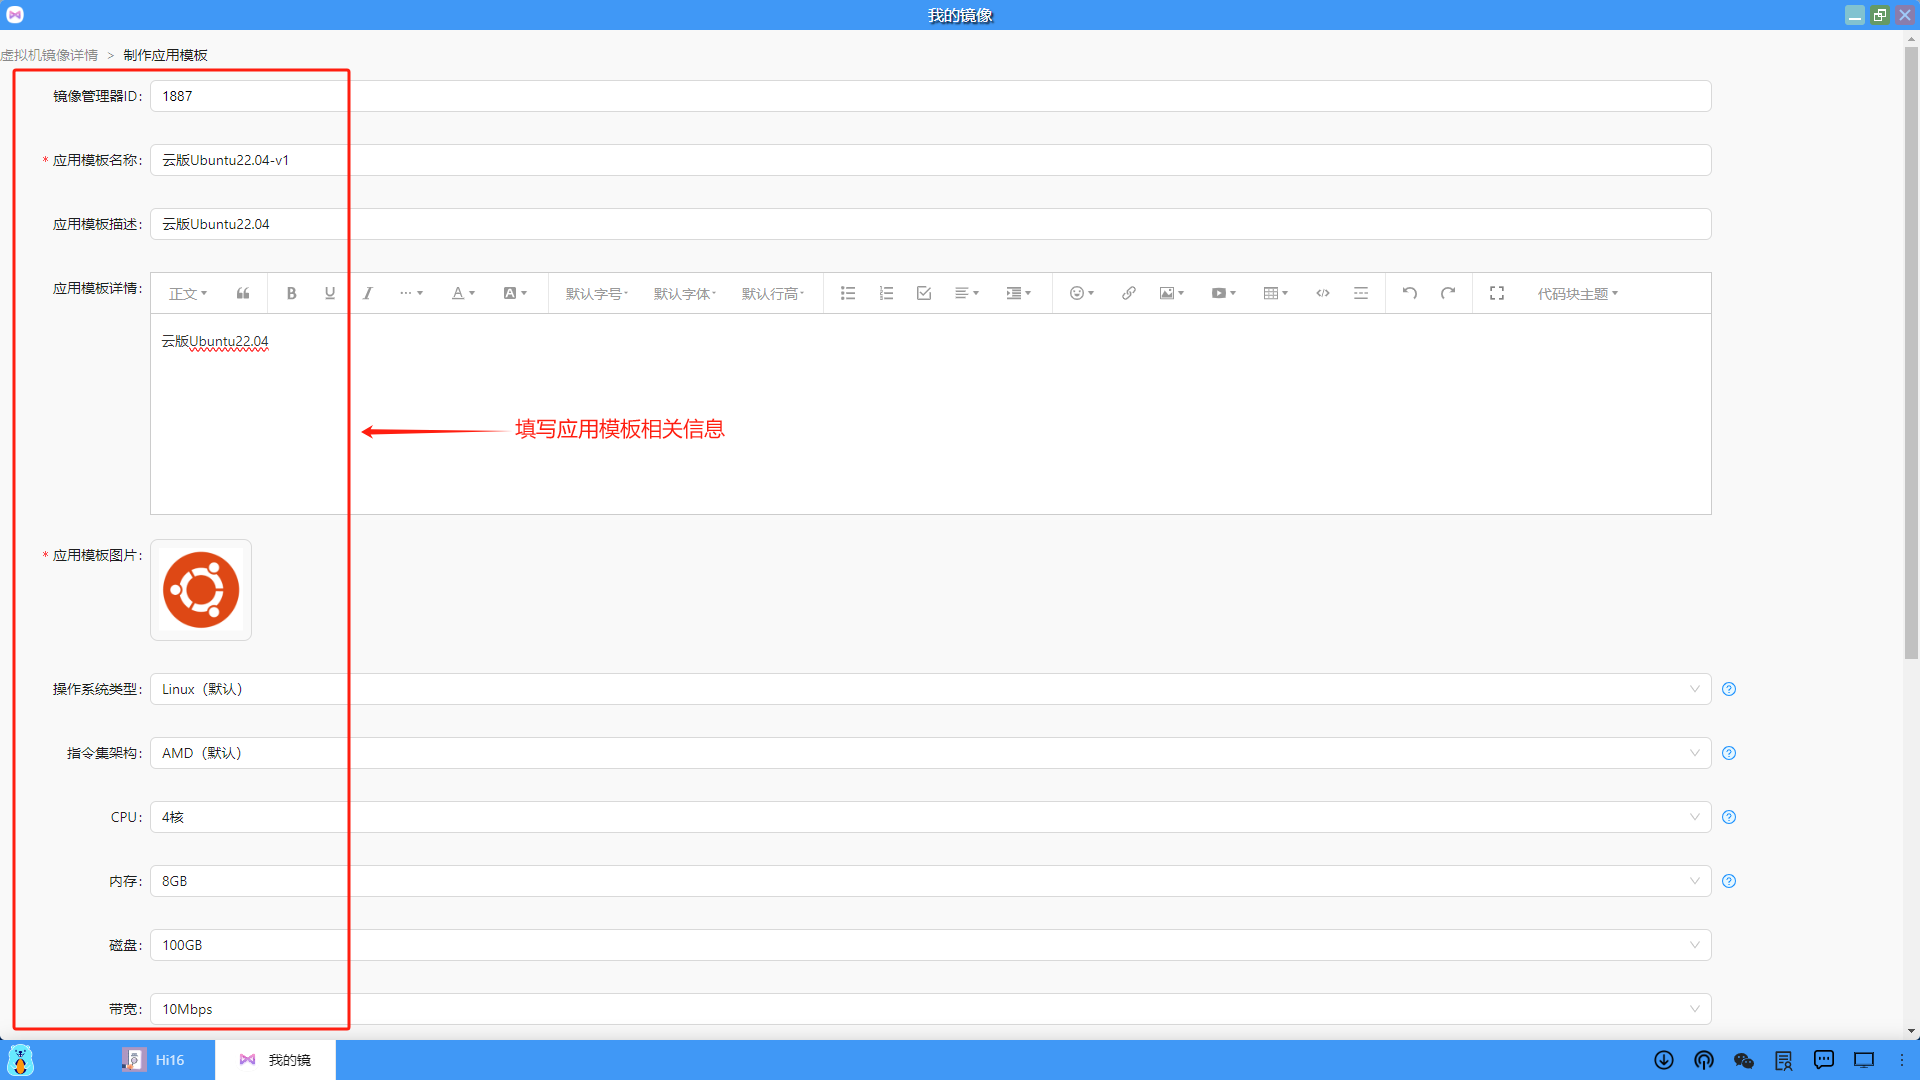 我的镜像
虚拟机镜像详情 > 制作应用模板
镜像管理器ID: 1887
* 应用模板名称: 云版Ubuntu22.04-v1
应用模板描述: 云版Ubuntu22.04
应用模板详情: 正文 B U I ... A A 默认字号 默认字体 默认行高 代码块主题
云版Ubuntu22.04
填写应用模板相关信息
* 应用模板图片:
操作系统类型: Linux（默认）
指令集架构: AMD（默认）
CPU: 4核
内存: 8GB
磁盘: 100GB
带宽: 10Mbps
Hi16 我的镜